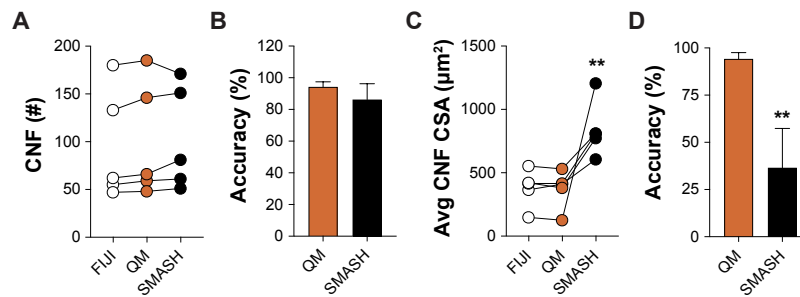 A
CNF (#)
200
150
100
50
0
FIJI
QM
SMASH
B
Accuracy (%)
120
100
80
60
40
20
0
QM
SMASH
C
Avg CNF CSA (µm²)
1500
1000
500
0
**
FIJI
QM
SMASH
D
Accuracy (%)
100
75
50
25
0
**
QM
SMASH